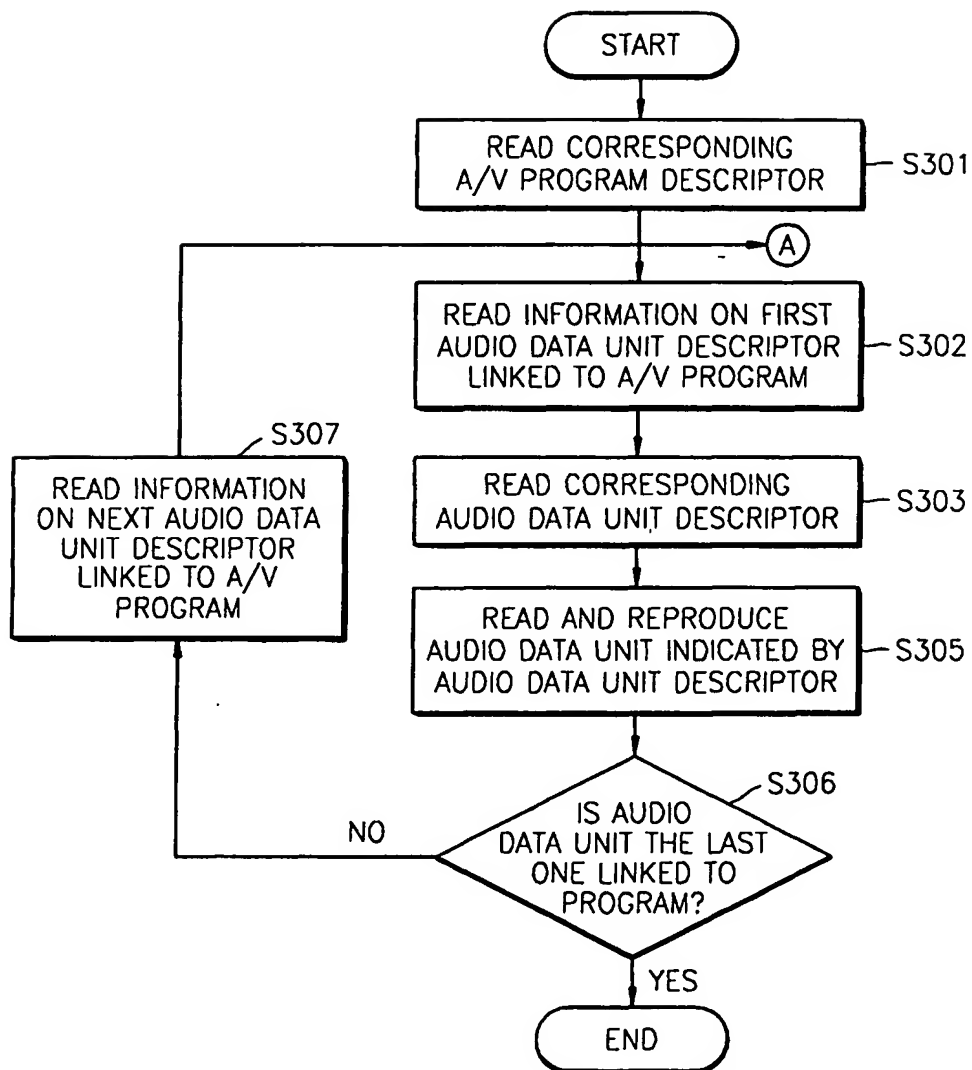 START
READ CORRESPONDING
A/V PROGRAM DESCRIPTOR
S301
A
READ INFORMATION ON FIRST
AUDIO DATA UNIT DESCRIPTOR
LINKED TO A/V PROGRAM
S302
S307
READ INFORMATION
ON NEXT AUDIO DATA
UNIT DESCRIPTOR
LINKED TO A/V
PROGRAM
READ CORRESPONDING
AUDIO DATA UNIT DESCRIPTOR
S303
READ AND REPRODUCE
AUDIO DATA UNIT INDICATED BY
AUDIO DATA UNIT DESCRIPTOR
S305
S306
IS AUDIO
DATA UNIT THE LAST
ONE LINKED TO
PROGRAM?
NO
YES
END